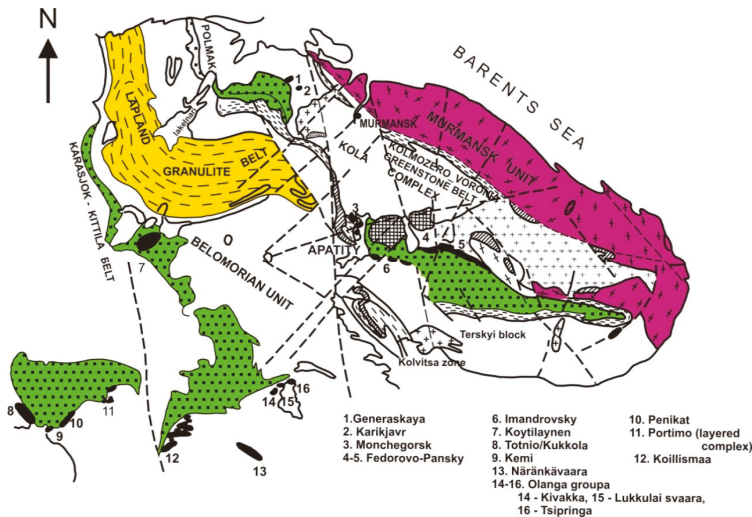 N
POLMAK
1
2
BARENTS SEA
LAPLAND
lakeInari
MURMANSK
MURMANSK UNIT
GRANULITE
BELT
KOLA
KOLMOZERO VORONIA
GREENSTONE BELT
COMPLEX
KARASJOK - KITTILA BELT
3
APATITY
4
5
6
7
BELOMORIAN UNIT
Terskyi block
Kolvitsa zone
8
9
10
11
12
13
14
15
16
1.Generaskaya
2. Karikjavr
3. Monchegorsk
4-5. Fedorovo-Pansky
6. Imandrovsky
7. Koytilaynen
8. Totnio/Kukkola
9. Kemi
13. Näränkävaara
14-16. Olanga groupa
14 - Kivakka, 15 - Lukkulai svaara,
16 - Tsipringa
10. Penikat
11. Portimo (layered
complex)
12. Koillismaa